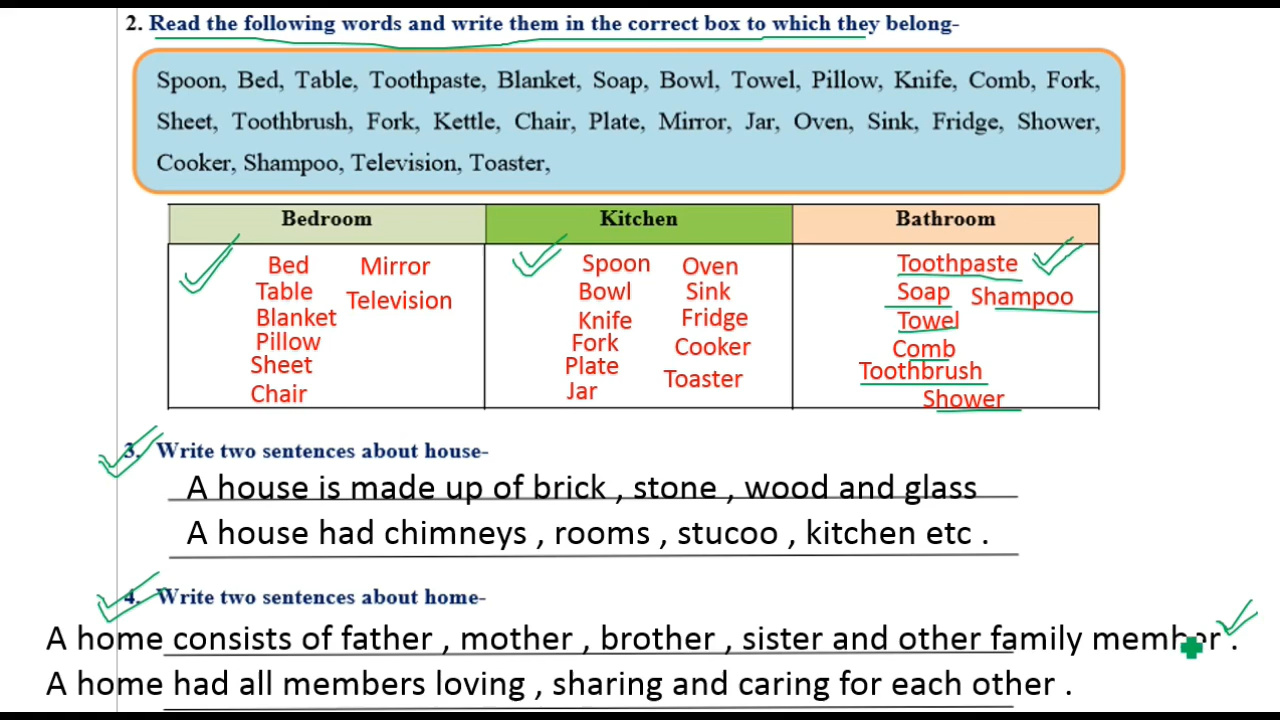 2. Read the following words and write them in the correct box to which they belong-
Spoon, Bed, Table, Toothpaste, Blanket, Soap, Bowl, Towel, Pillow, Knife, Comb, Fork,
Sheet, Toothbrush, Fork, Kettle, Chair, Plate, Mirror, Jar, Oven, Sink, Fridge, Shower,
Cooker, Shampoo, Television, Toaster,
Bedroom Kitchen Bathroom
Bed Mirror Spoon Oven Toothpaste
Table Television Bowl Sink Soap Shampoo
Blanket Knife Fridge Towel
Pillow Fork Cooker Comb
Sheet Plate Toaster Toothbrush
Chair Jar Shower
3. Write two sentences about house-
A house is made up of brick , stone , wood and glass
A house had chimneys , rooms , stucoo , kitchen etc .
4. Write two sentences about home-
A home consists of father , mother , brother , sister and other family member .
A home had all members loving , sharing and caring for each other .